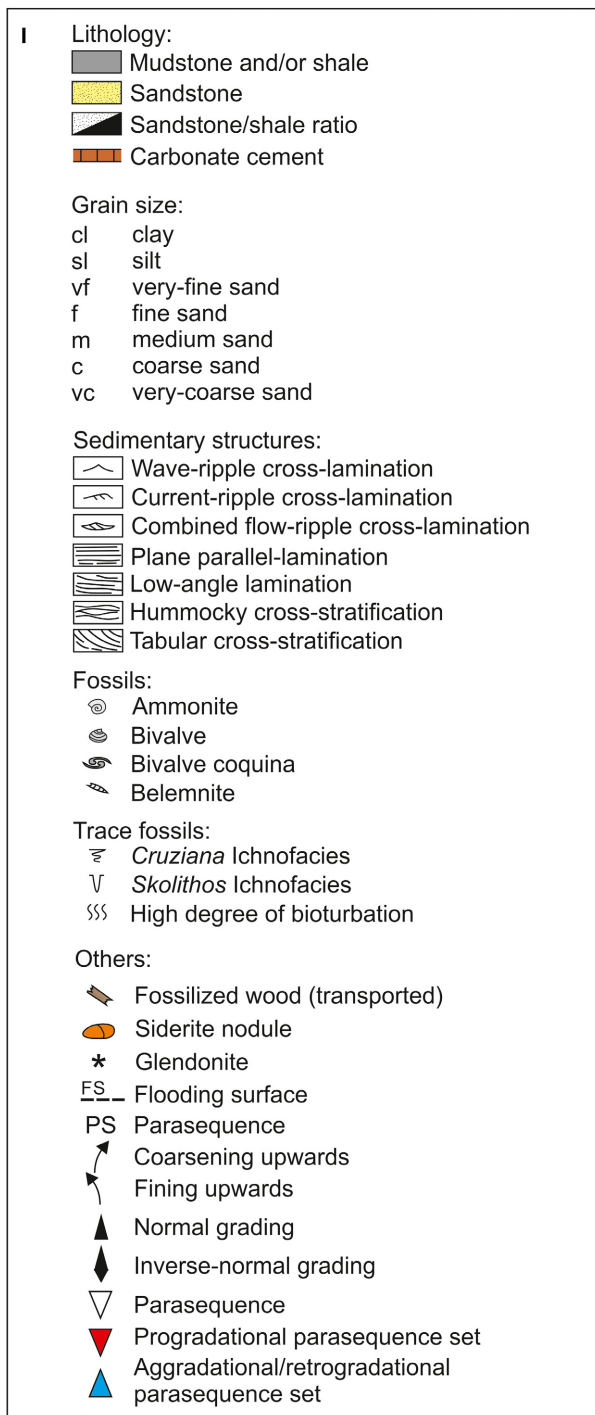 I Lithology:
Mudstone and/or shale
Sandstone
Sandstone/shale ratio
Carbonate cement
Grain size:
cl clay
sl silt
vf very-fine sand
f fine sand
m medium sand
c coarse sand
vc very-coarse sand
Sedimentary structures:
Wave-ripple cross-lamination
Current-ripple cross-lamination
Combined flow-ripple cross-lamination
Plane parallel-lamination
Low-angle lamination
Hummocky cross-stratification
Tabular cross-stratification
Fossils:
Ammonite
Bivalve
Bivalve coquina
Belemnite
Trace fossils:
Cruziana Ichnofacies
Skolithos Ichnofacies
High degree of bioturbation
Others:
Fossilized wood (transported)
Siderite nodule
* Glendonite
FS Flooding surface
PS Parasequence
Coarsening upwards
Fining upwards
Normal grading
Inverse-normal grading
Parasequence
Progradational parasequence set
Aggradational/retrogradational
parasequence set